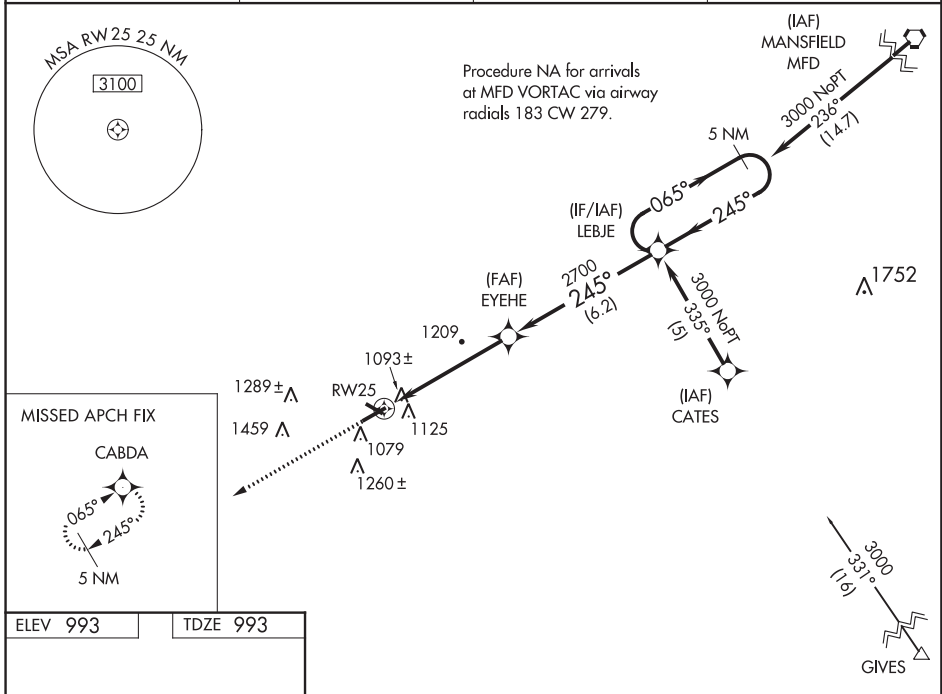 MSA RW25 25 NM
3100
Procedure NA for arrivals
at MFD VORTAC via airway
radials 183 CW 279.
(IAF)
MANSFIELD
MFD
3000 NoPT
236°
(14.7)
5 NM
065°
245°
(IF/IAF)
LEBJE
2700
245°
(6.2)
3000 NoPT
335°
(5)
1752
(FAF)
EYEHE
(IAF)
CATES
1209
1093±
RW25
1289±
1459
1125
1079
1260±
MISSED APCH FIX
CABDA
065°
245°
5 NM
3000
331°
(16)
GIVES
ELEV 993
TDZE 993